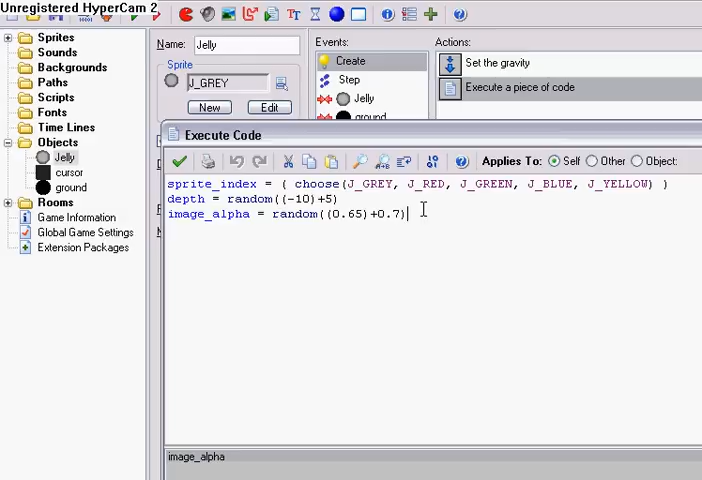 Unregistered HyperCam 2
Sprites
Sounds
Backgrounds
Paths
Scripts
Fonts
Time Lines
Objects
Jelly
cursor
ground
Rooms
Game Information
Global Game Settings
Extension Packages
Name: Jelly
Sprite
J_GREY
New Edit
Events:
Create
Step
Jelly
ground
Actions:
Set the gravity
Execute a piece of code
Execute Code
Applies To: Self Other Object:
sprite_index = ( choose(J_GREY, J_RED, J_GREEN, J_BLUE, J_YELLOW) )
depth = random((-10)+5)
image_alpha = random((0.65)+0.7)
image_alpha